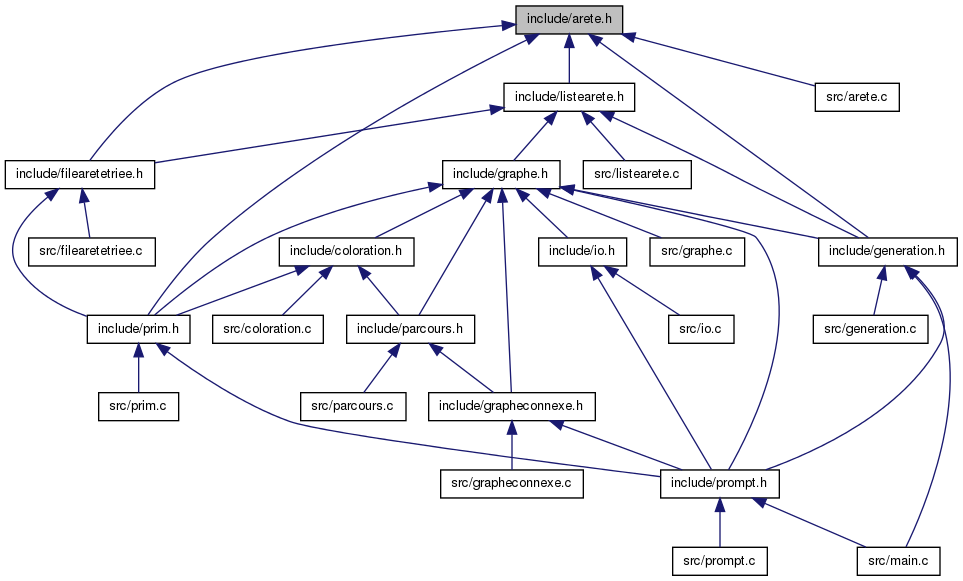 include/arete.h
include/listearete.h
src/arete.c
include/filearetetriee.h
include/graphe.h
src/listearete.c
src/filearetetriee.c
include/coloration.h
include/io.h
src/graphe.c
include/generation.h
include/prim.h
src/coloration.c
include/parcours.h
src/io.c
src/generation.c
src/prim.c
src/parcours.c
include/grapheconnexe.h
src/grapheconnexe.c
include/prompt.h
src/prompt.c
src/main.c